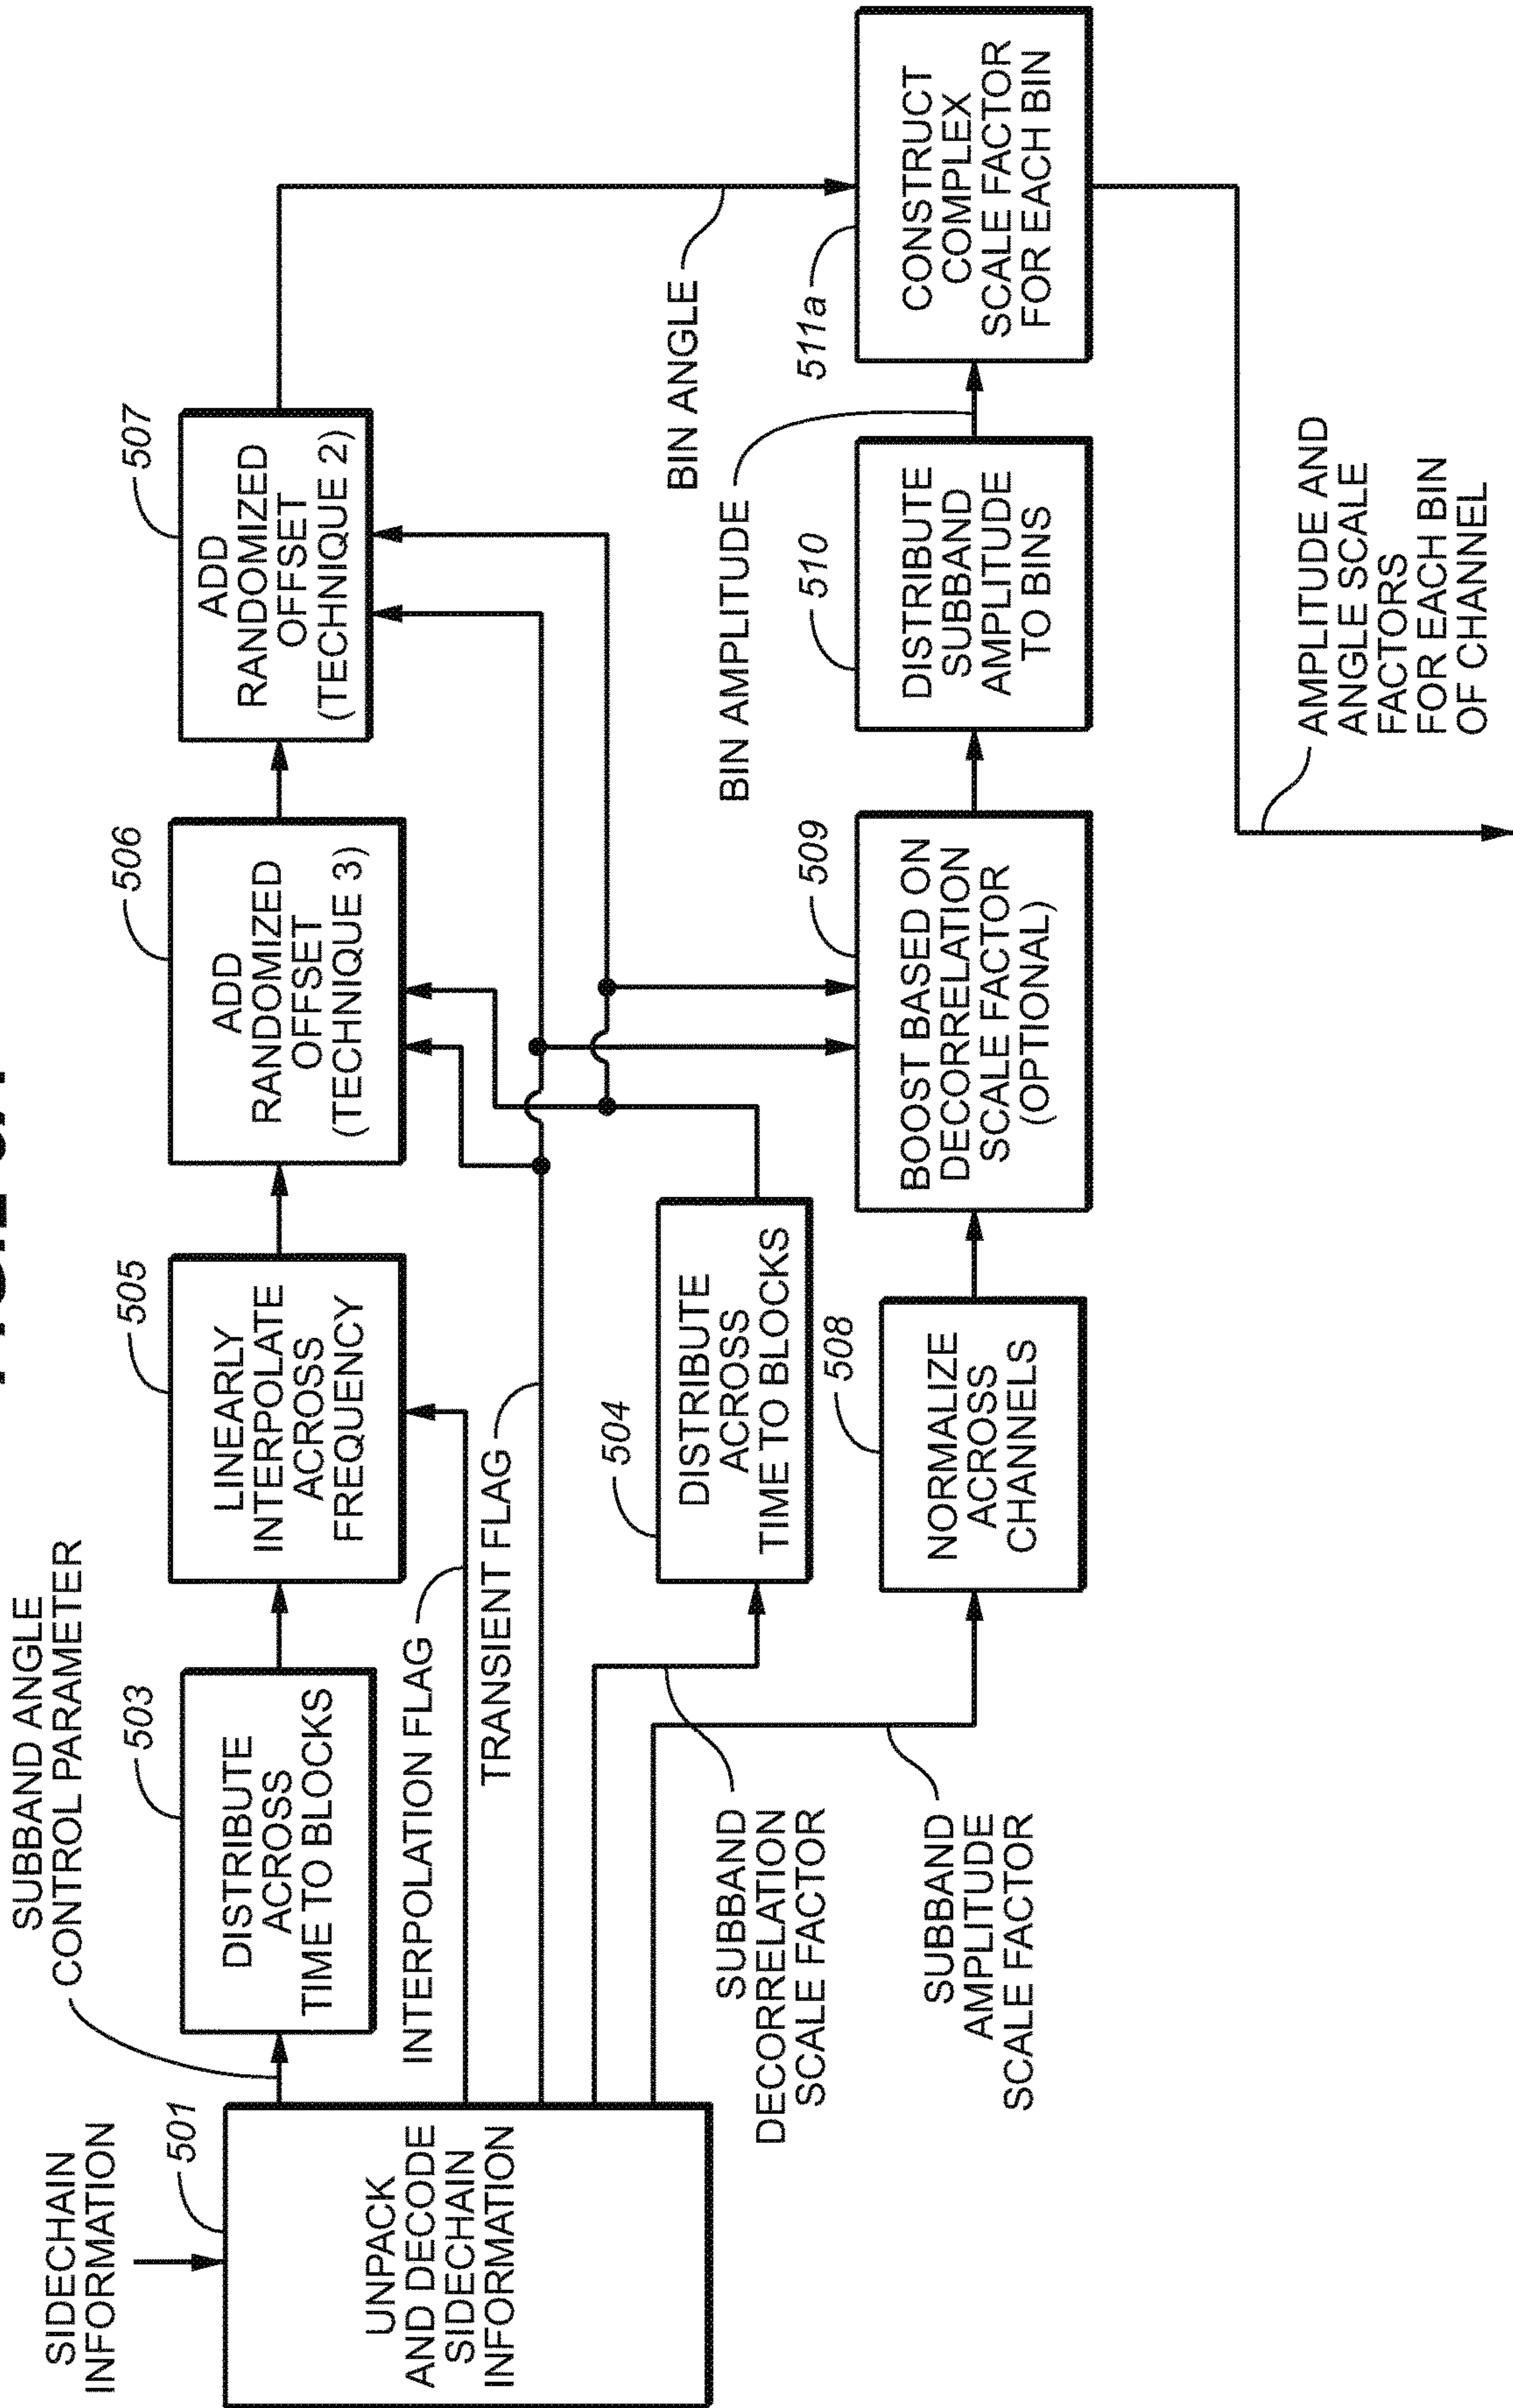 SIDECHAIN
INFORMATION
501
UNPACK
AND DECODE
SIDECHAIN
INFORMATION
SUBBAND ANGLE
CONTROL PARAMETER
503
DISTRIBUTE
ACROSS
TIME TO BLOCKS
505
LINEARLY
INTERPOLATE
ACROSS
FREQUENCY
506
ADD
RANDOMIZED
OFFSET
(TECHNIQUE 3)
507
ADD
RANDOMIZED
OFFSET
(TECHNIQUE 2)
INTERPOLATION FLAG
TRANSIENT FLAG
BIN ANGLE
504
DISTRIBUTE
ACROSS
TIME TO BLOCKS
SUBBAND
DECORRELATION
SCALE FACTOR
SUBBAND
AMPLITUDE
SCALE FACTOR
508
NORMALIZE
ACROSS
CHANNELS
509
BOOST BASED ON
DECORRELATION
SCALE FACTOR
(OPTIONAL)
BIN AMPLITUDE
510
DISTRIBUTE
SUBBAND
AMPLITUDE
TO BINS
511a
CONSTRUCT
COMPLEX
SCALE FACTOR
FOR EACH BIN
AMPLITUDE AND
ANGLE SCALE
FACTORS
FOR EACH BIN
OF CHANNEL